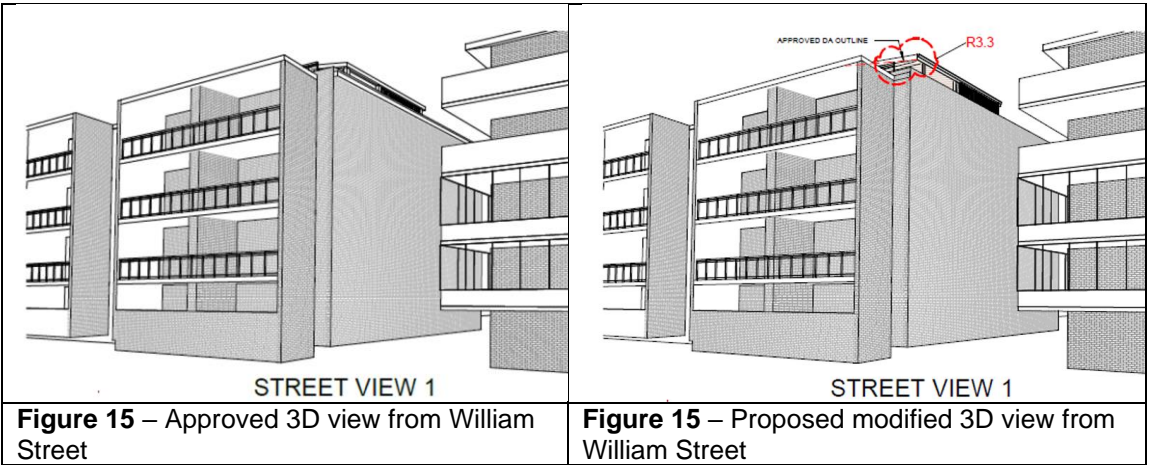 STREET VIEW 1
Figure 15 – Approved 3D view from William
Street
APPROVED DA OUTLINE
R3.3
STREET VIEW 1
Figure 15 – Proposed modified 3D view from
William Street